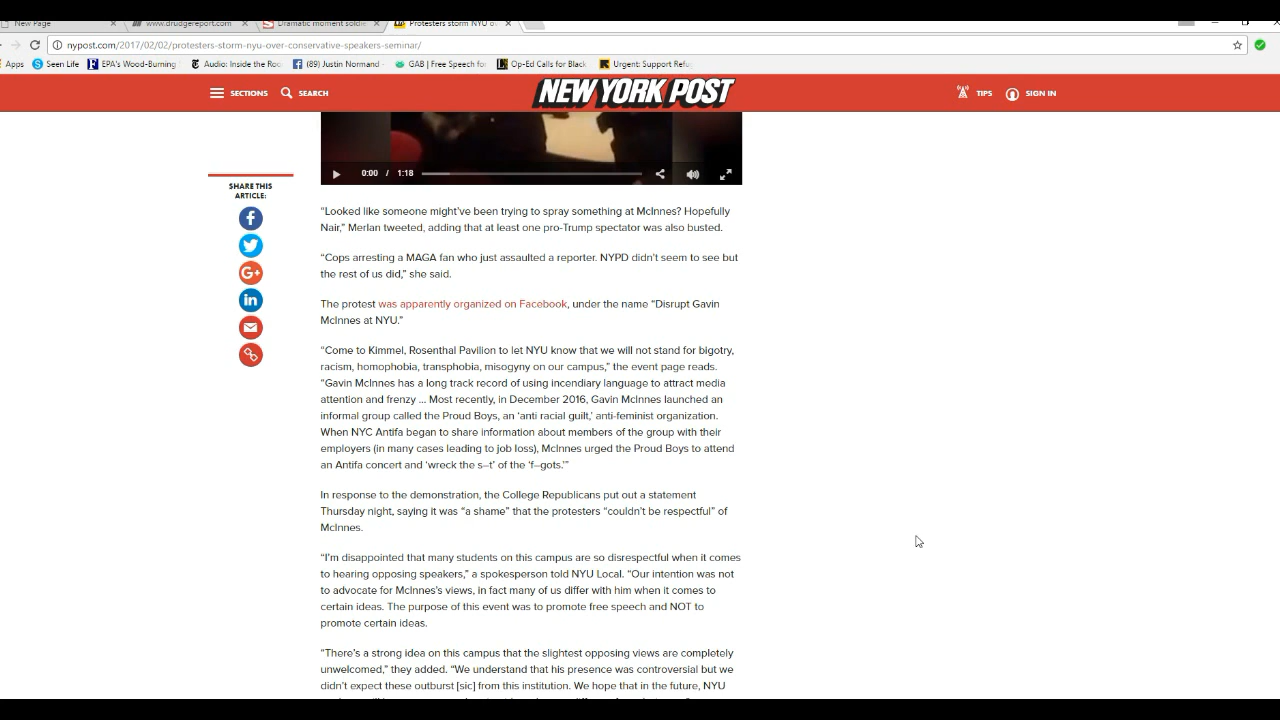 New Page
www.drudgereport.com
Dramatic moment soldie
Protesters storm NYU ov
nypost.com/2017/02/02/protesters-storm-nyu-over-conservative-speakers-seminar/
Apps Seen Life EPA's Wood-Burning Audio: Inside the Roo (89) Justin Normand - GAB | Free Speech fo Op-Ed Calls for Black Urgent: Support Refu
SECTIONS SEARCH NEW YORK POST TIPS SIGN IN
0:00 / 1:18
SHARE THIS
ARTICLE:
“Looked like someone might’ve been trying to spray something at McInnes? Hopefully
Nair,” Merlan tweeted, adding that at least one pro-Trump spectator was also busted.
“Cops arresting a MAGA fan who just assaulted a reporter. NYPD didn’t seem to see but
the rest of us did,” she said.
The protest was apparently organized on Facebook, under the name “Disrupt Gavin
McInnes at NYU.”
“Come to Kimmel, Rosenthal Pavilion to let NYU know that we will not stand for bigotry,
racism, homophobia, transphobia, misogyny on our campus,” the event page reads.
“Gavin McInnes has a long track record of using incendiary language to attract media
attention and frenzy … Most recently, in December 2016, Gavin McInnes launched an
informal group called the Proud Boys, an ‘anti racial guilt,’ anti-feminist organization.
When NYC Antifa began to share information about members of the group with their
employers (in many cases leading to job loss), McInnes urged the Proud Boys to attend
an Antifa concert and ‘wreck the s–t’ of the ‘f–gots.’”
In response to the demonstration, the College Republicans put out a statement
Thursday night, saying it was “a shame” that the protesters “couldn’t be respectful” of
McInnes.
“I’m disappointed that many students on this campus are so disrespectful when it comes
to hearing opposing speakers,” a spokesperson told NYU Local. “Our intention was not
to advocate for McInnes’s views, in fact many of us differ with him when it comes to
certain ideas. The purpose of this event was to promote free speech and NOT to
promote certain ideas.
“There’s a strong idea on this campus that the slightest opposing views are completely
unwelcomed,” they added. “We understand that his presence was controversial but we
didn’t expect these outburst [sic] from this institution. We hope that in the future, NYU